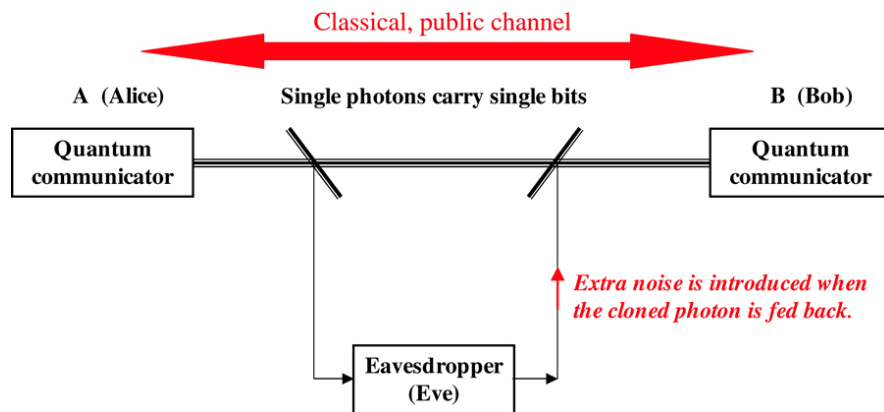 Classical, public channel
A (Alice)
Single photons carry single bits
B (Bob)
Quantum
communicator
Quantum
communicator
Extra noise is introduced when
the cloned photon is fed back.
Eavesdropper
(Eve)